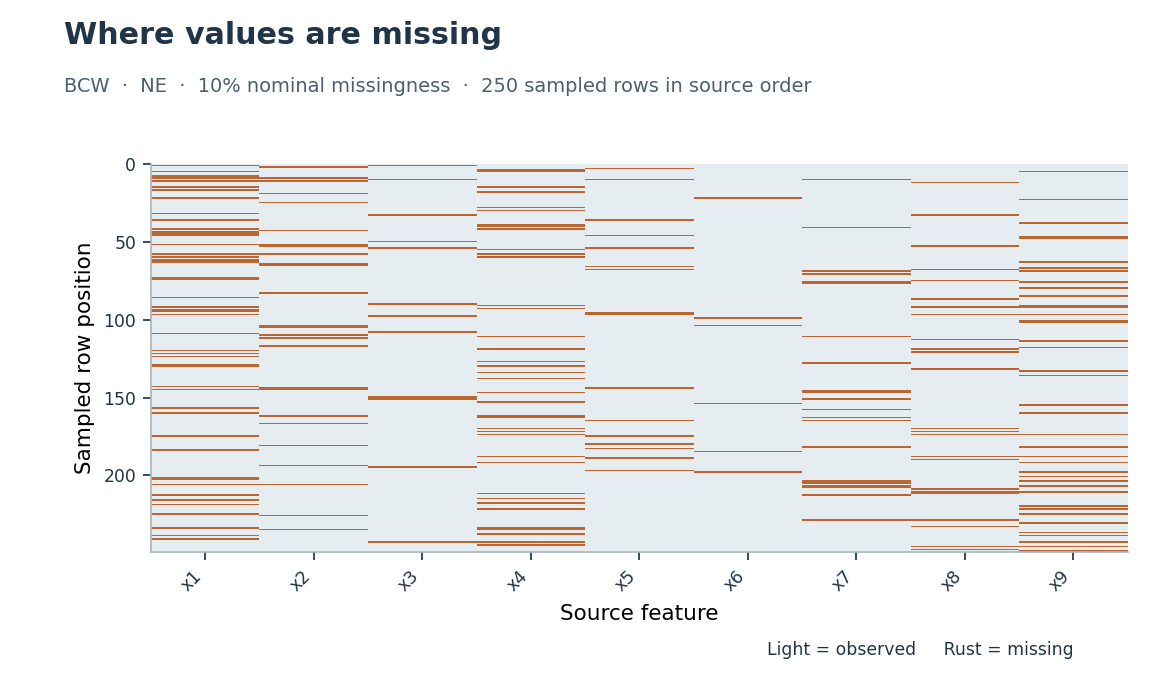 Where values are missing
BCW · NE · 10% nominal missingness · 250 sampled rows in source order
0
50
100
150
200
Sampled row position
x1 x2 x3 x4 x5 x6 x7 x8 x9
Source feature
Light = observed Rust = missing